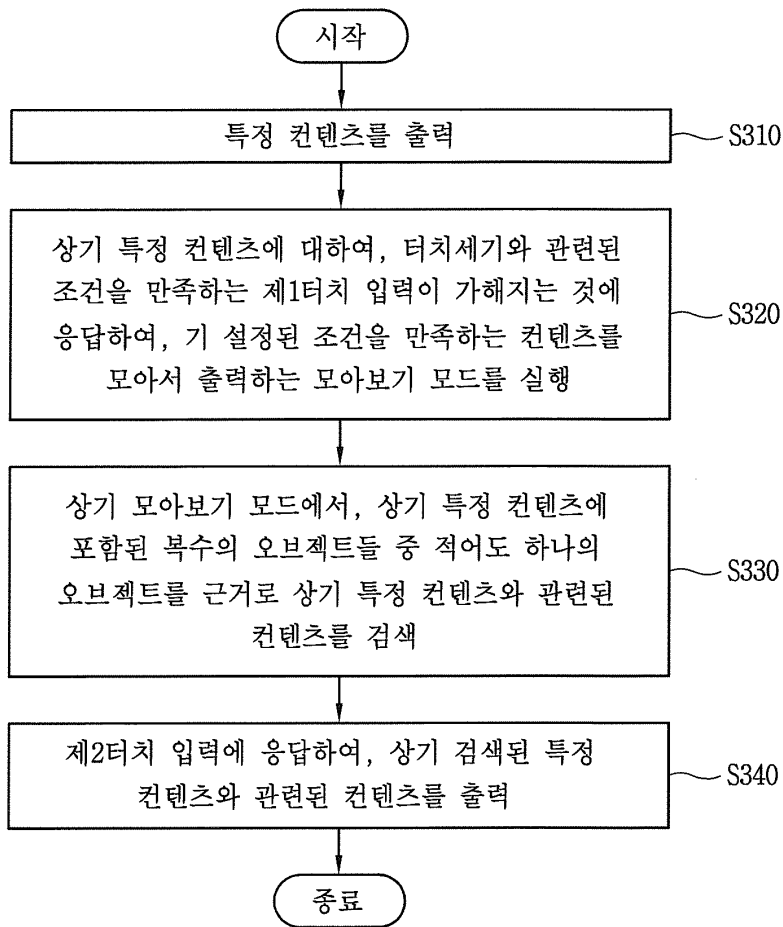 시작
특정 컨텐츠를 출력
S310
상기 특정 컨텐츠에 대하여, 터치세기와 관련된
조건을 만족하는 제1터치 입력이 가해지는 것에
응답하여, 기 설정된 조건을 만족하는 컨텐츠를
모아서 출력하는 모아보기 모드를 실행
S320
상기 모아보기 모드에서, 상기 특정 컨텐츠에
포함된 복수의 오브젝트들 중 적어도 하나의
오브젝트를 근거로 상기 특정 컨텐츠와 관련된
컨텐츠를 검색
S330
제2터치 입력에 응답하여, 상기 검색된 특정
컨텐츠와 관련된 컨텐츠를 출력
S340
종료